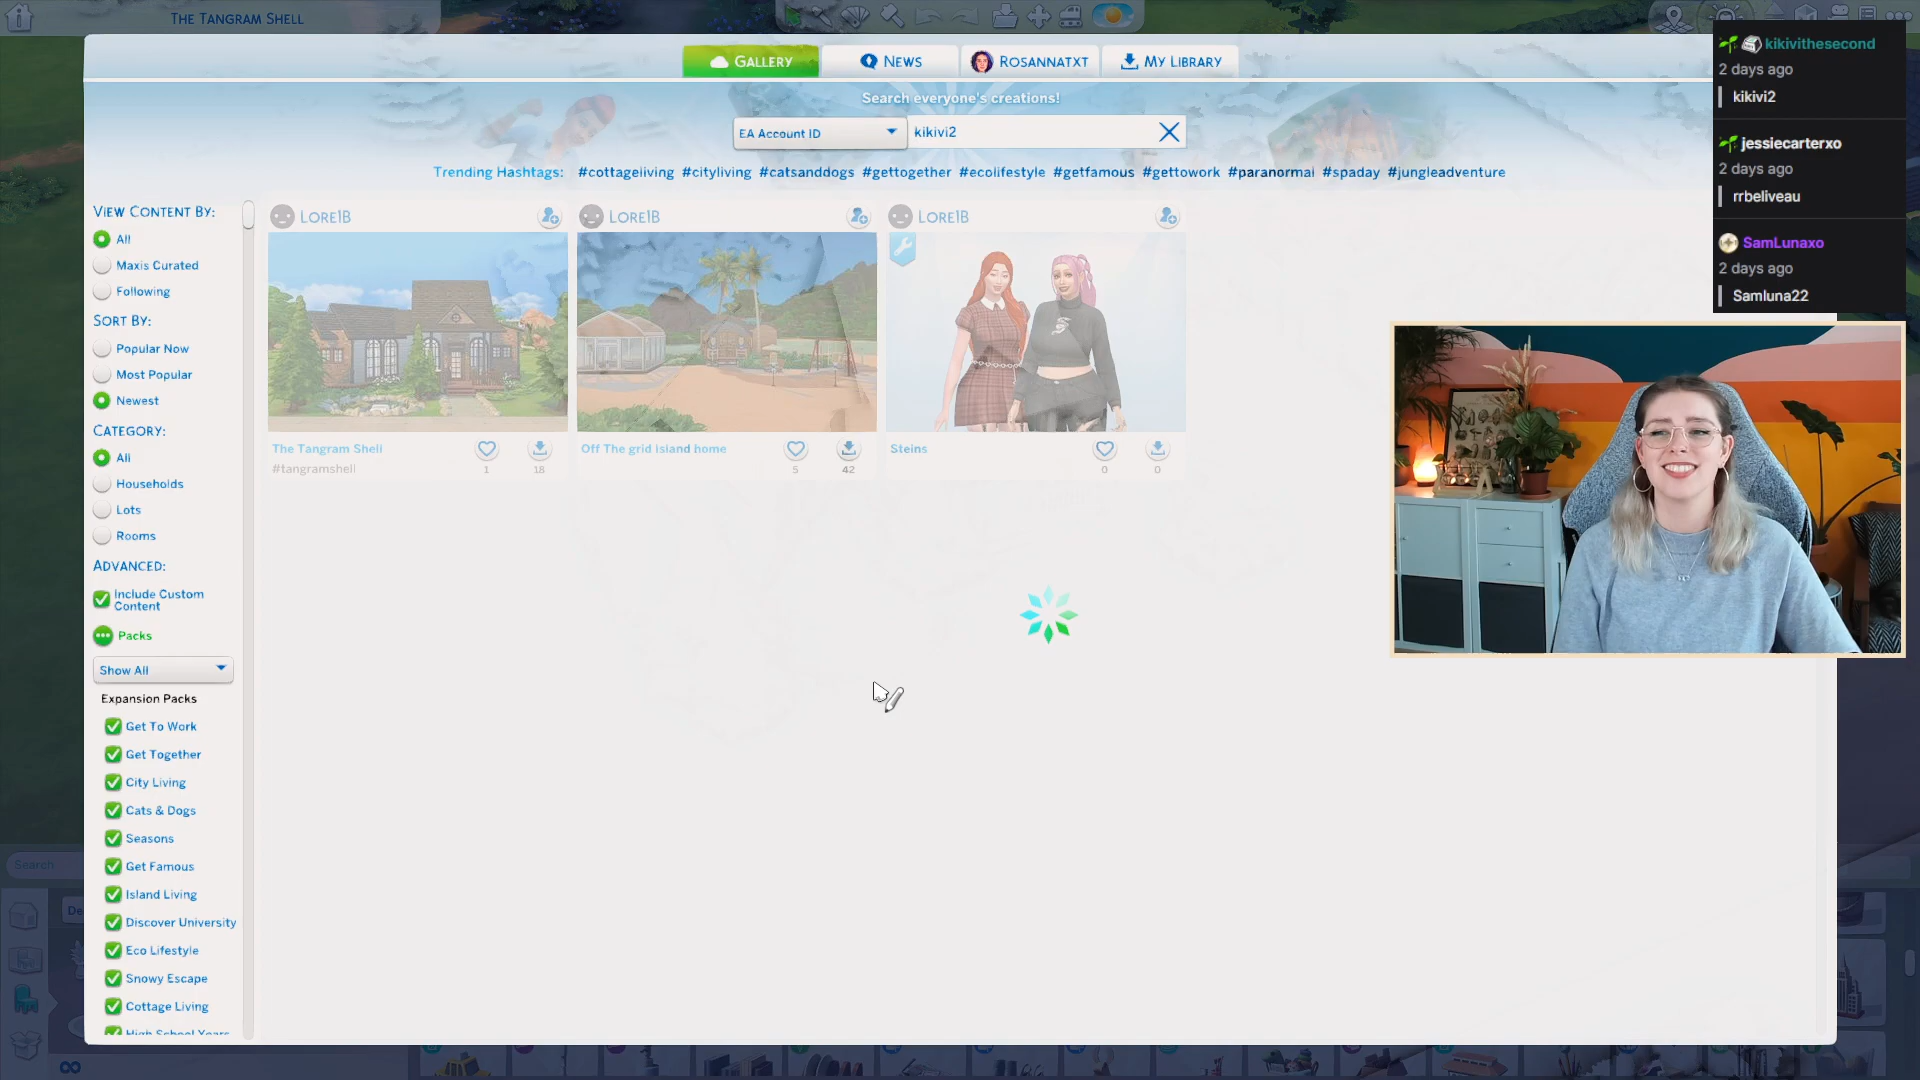 THE TANGRAM SHELL
GALLERY
NEWS
ROSANNATXT
MY LIBRARY
Search everyone's creations!
EA Account ID
kikivi2
Trending Hashtags: #cottageliving #cityliving #catsanddogs #gettogether #ecolifestyle #getfamous #gettowork #paranormal #spaday #jungleadventure
VIEW CONTENT BY:
All
Maxis Curated
Following
SORT BY:
Popular Now
Most Popular
Newest
CATEGORY:
All
Households
Lots
Rooms
ADVANCED:
Include Custom
Content
Packs
Show All
Expansion Packs
Get To Work
Get Together
City Living
Cats & Dogs
Seasons
Get Famous
Island Living
Discover University
Eco Lifestyle
Snowy Escape
Cottage Living
High School Years
LORE1B
The Tangram Shell
#tangramshell
1
18
LORE1B
Off The grid island home
5
42
LORE1B
Steins
0
0
kikivithesecond
2 days ago
kikivi2
jessiecarterxo
2 days ago
rrbeliveau
SamLunaxo
2 days ago
Samluna22
Search
De